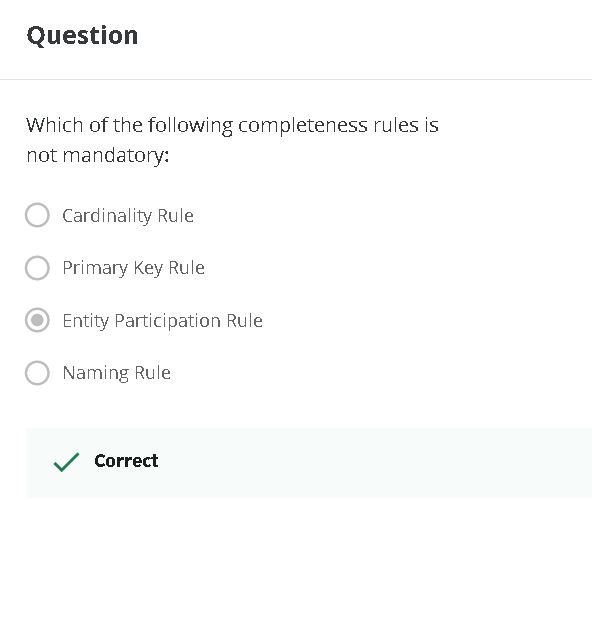 Question
Which of the following completeness rules is
not mandatory:
Cardinality Rule
Primary Key Rule
Entity Participation Rule
Naming Rule
Correct